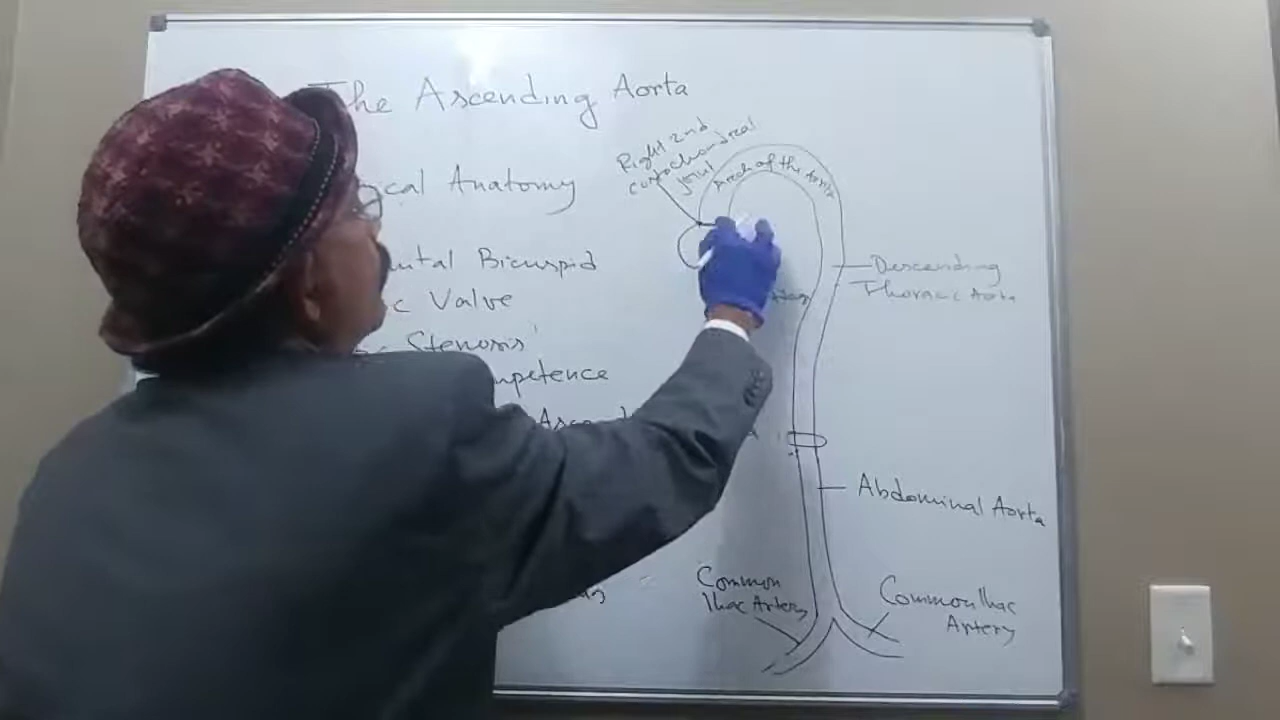 The Ascending Aorta
gical Anatomy
ntal Bicuspid
c Valve
Stenosis
mpetence
Right 2nd
costochondral
joint
Arch of the Aorta
Descending
Thoracic Aorta
Abdominal Aorta
Common
Iliac Artery
Common Iliac
Artery